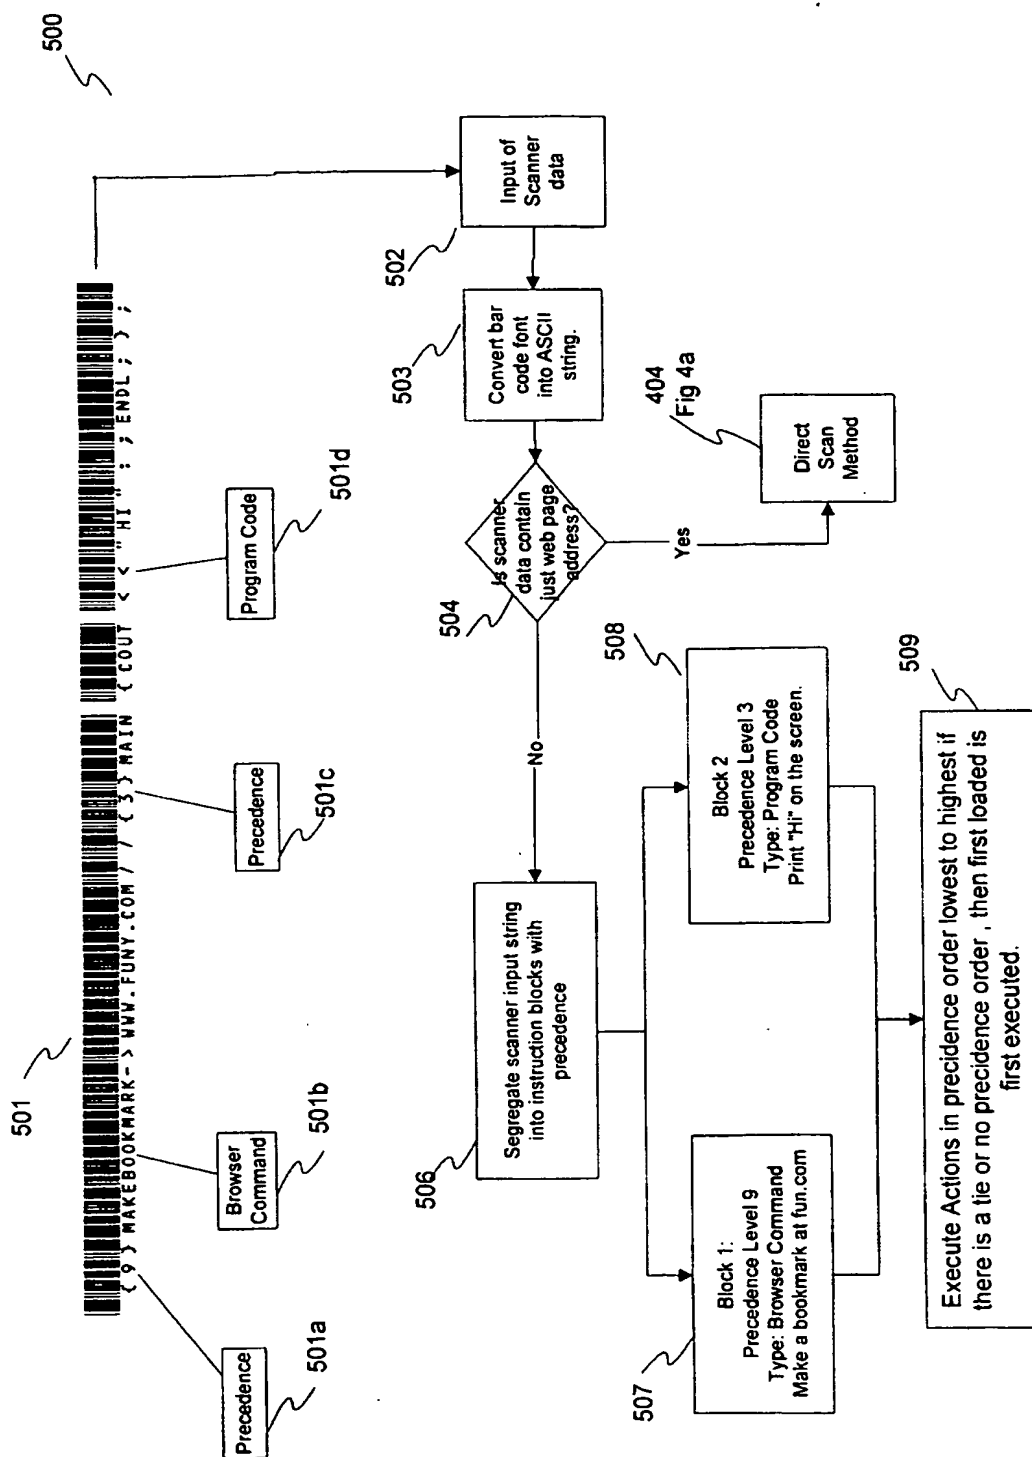 500
501
{9}MAKEBOOKMARK->WWW.FUNY.COM//{3}MAIN {COUT <<"HI":;ENDL;};
Precedence
501a
Browser
Command
501b
Precedence
501c
Program Code
501d
Input of
Scanner
data
502
Convert bar
code font
into ASCII
string.
503
Is scanner
data contain
just web page
address?
504
Yes
404
Fig 4a
Direct
Scan
Method
No
Segregate scanner input string
into instruction blocks with
precedence
506
Block 1:
Precedence Level 9
Type: Browser Command
Make a bookmark at fun.com
507
Block 2
Precedence Level 3
Type: Program Code
Print "Hi" on the screen.
508
Execute Actions in precidence order lowest to highest if
there is a tie or no precidence order , then first loaded is
first executed.
509